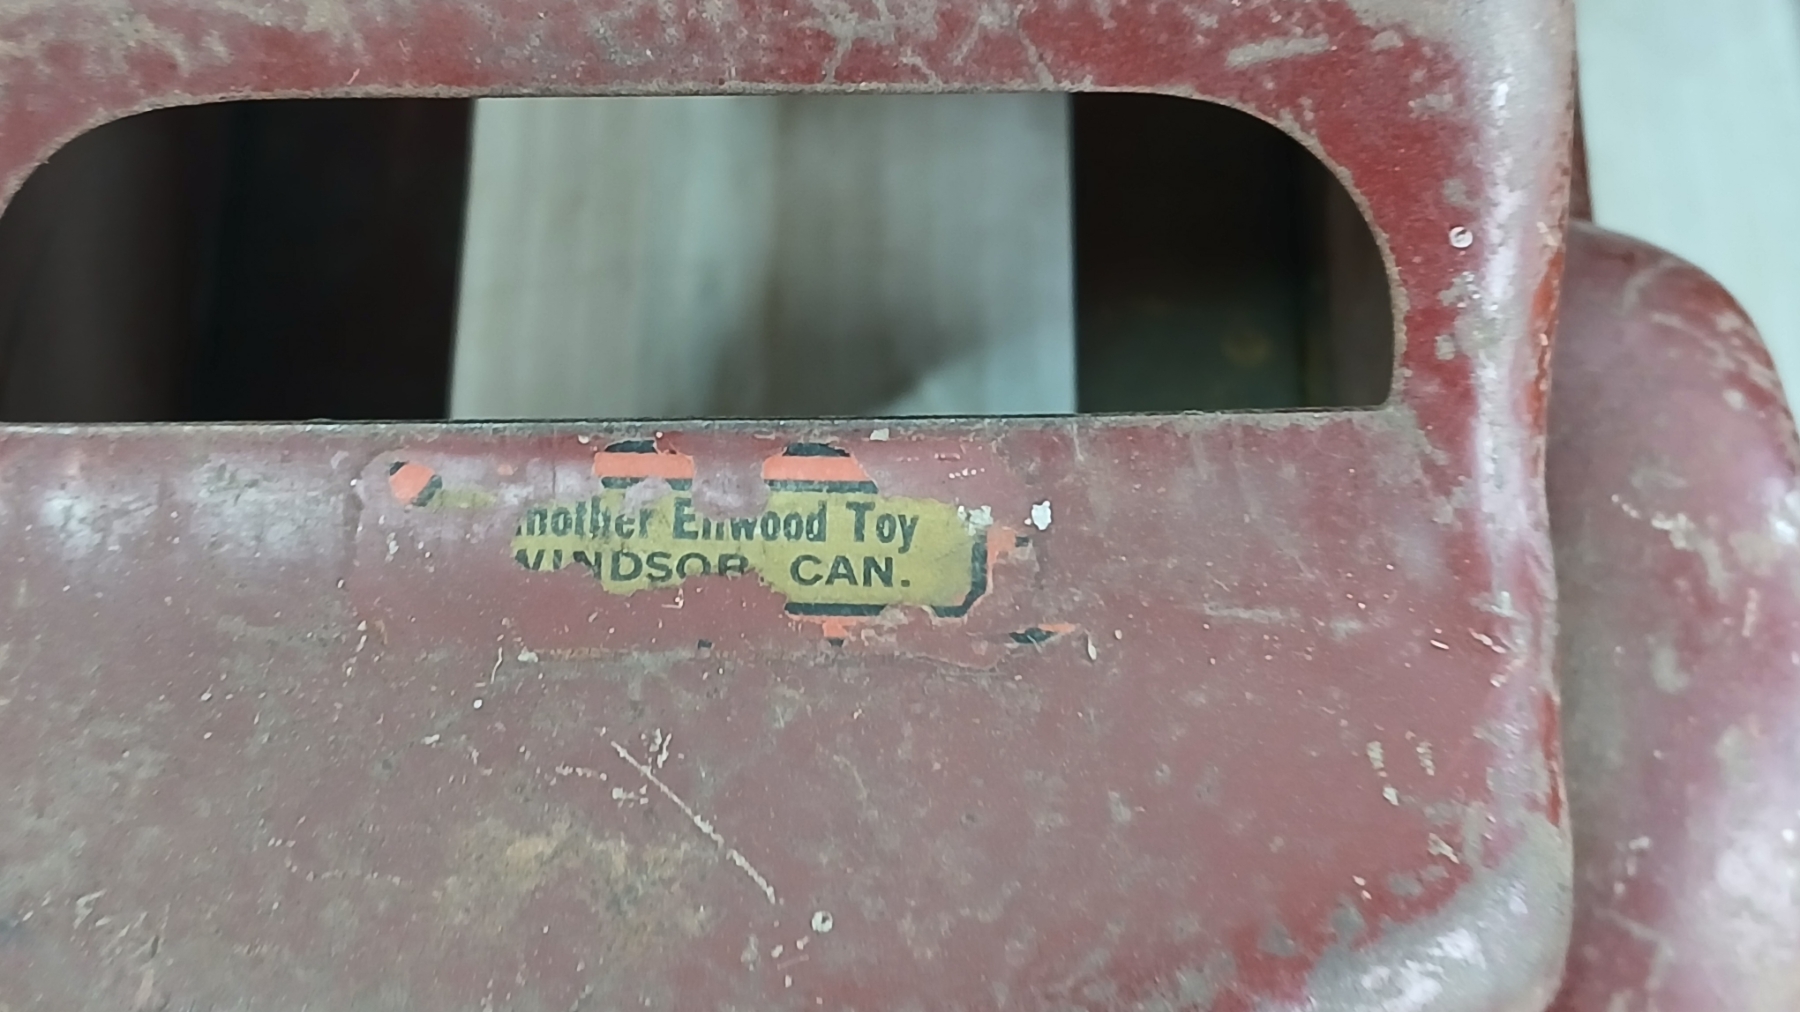 nother Ellwood Toy
WINDSOR, CAN.